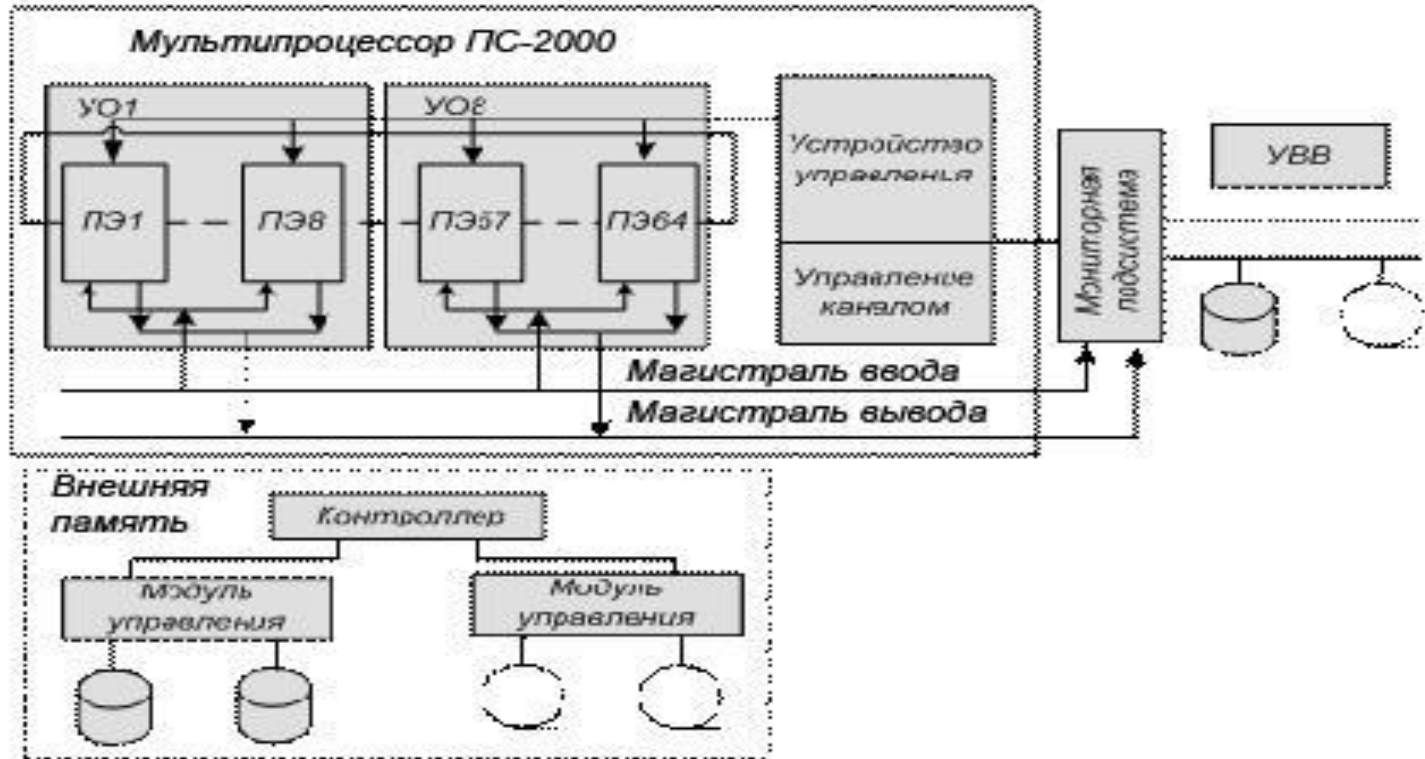 Мультипроцессор ПС-2000
УО1
УО8
Устройство
управления
УВВ
ПЭ1
ПЭ8
ПЭ57
ПЭ64
Мониторная
подсистема
Управление
каналом
Магистраль ввода
Магистраль вывода
Внешняя
память
Контроллер
Модуль
управления
Модуль
управления